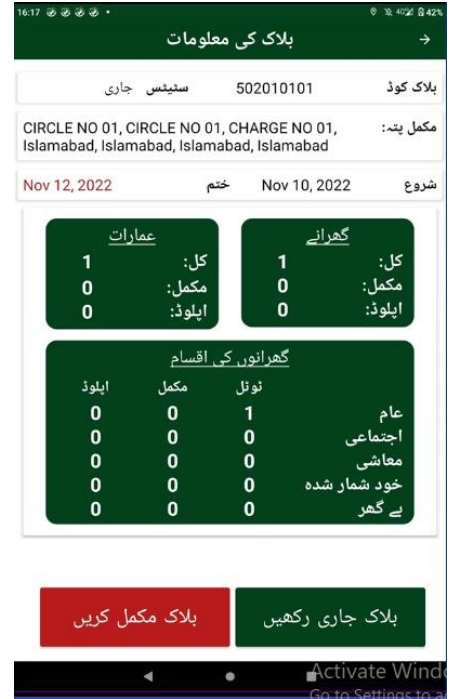 16:17
42%
بلاک کی معلومات
بلاک کوڈ 502010101 سٹیٹس جاری
مکمل پتہ: CIRCLE NO 01, CIRCLE NO 01, CHARGE NO 01,
Islamabad, Islamabad, Islamabad, Islamabad
شروع Nov 10, 2022 ختم Nov 12, 2022
گھرانے
کل: 1
مکمل: 0
اپلوڈ: 0
عمارات
کل: 1
مکمل: 0
اپلوڈ: 0
گھرانوں کی اقسام
ٹوٹل مکمل اپلوڈ
عام 1 0 0
اجتماعی 0 0 0
معاشی 0 0 0
خود شمار شدہ 0 0 0
بے گھر 0 0 0
بلاک جاری رکھیں
بلاک مکمل کریں
Activate Windo
Go to Settings to a